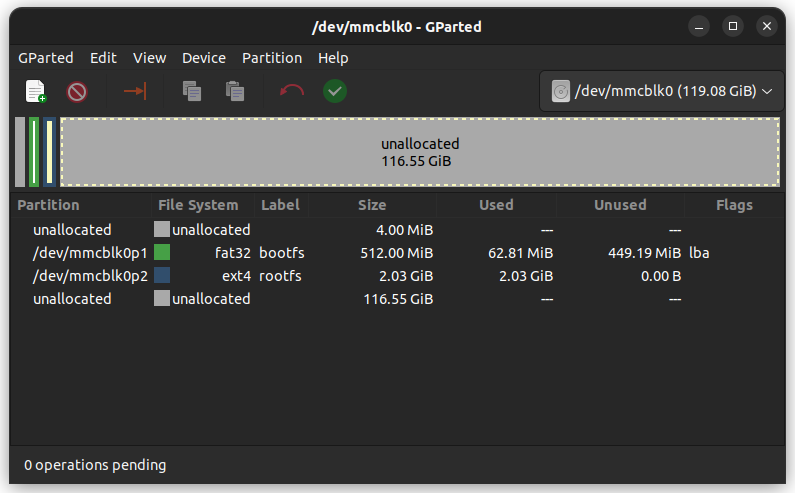 /dev/mmcblk0 - GParted
GParted Edit View Device Partition Help
/dev/mmcblk0 (119.08 GiB)
unallocated
116.55 GiB
Partition File System Label Size Used Unused Flags
unallocated unallocated 4.00 MiB --- ---
/dev/mmcblk0p1 fat32 bootfs 512.00 MiB 62.81 MiB 449.19 MiB lba
/dev/mmcblk0p2 ext4 rootfs 2.03 GiB 2.03 GiB 0.00 B
unallocated unallocated 116.55 GiB --- ---
0 operations pending